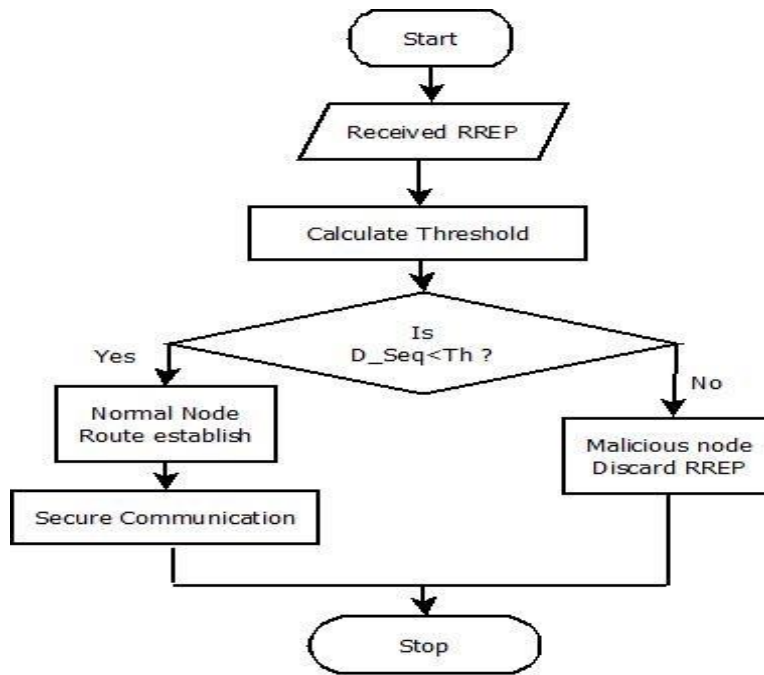 Start
Received RREP
Calculate Threshold
Is
D_Seq<Th ?
Yes
No
Normal Node
Route establish
Malicious node
Discard RREP
Secure Communication
Stop